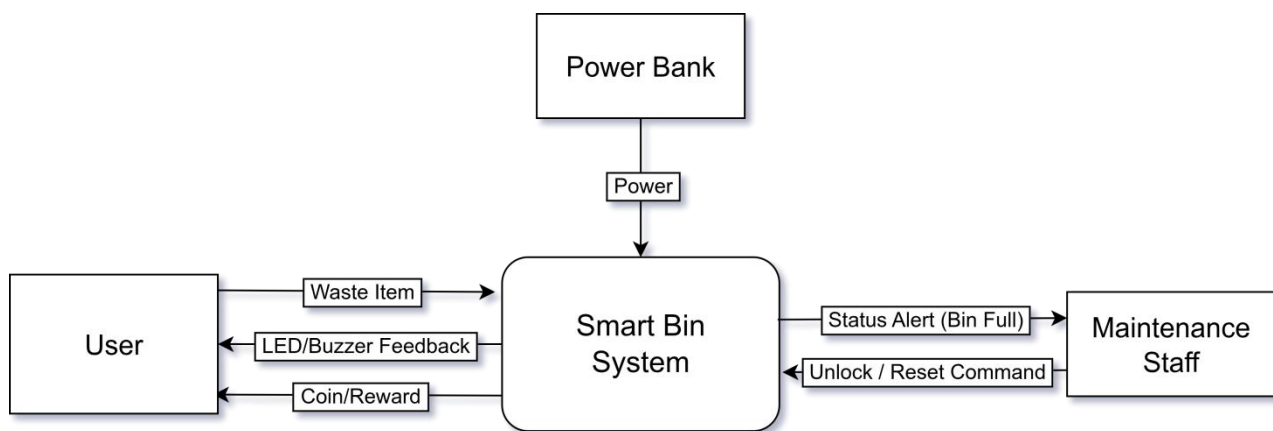 Power Bank
Power
User
Waste Item
LED/Buzzer Feedback
Coin/Reward
Smart Bin
System
Status Alert (Bin Full)
Unlock / Reset Command
Maintenance
Staff